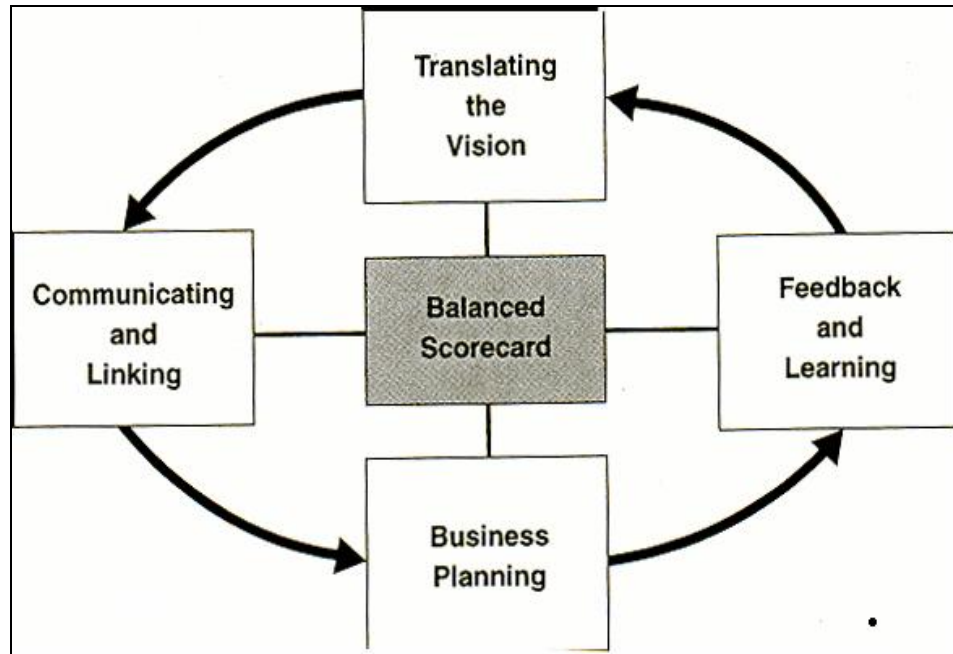 Translating
the
Vision
Communicating
and
Linking
Balanced
Scorecard
Feedback
and
Learning
Business
Planning